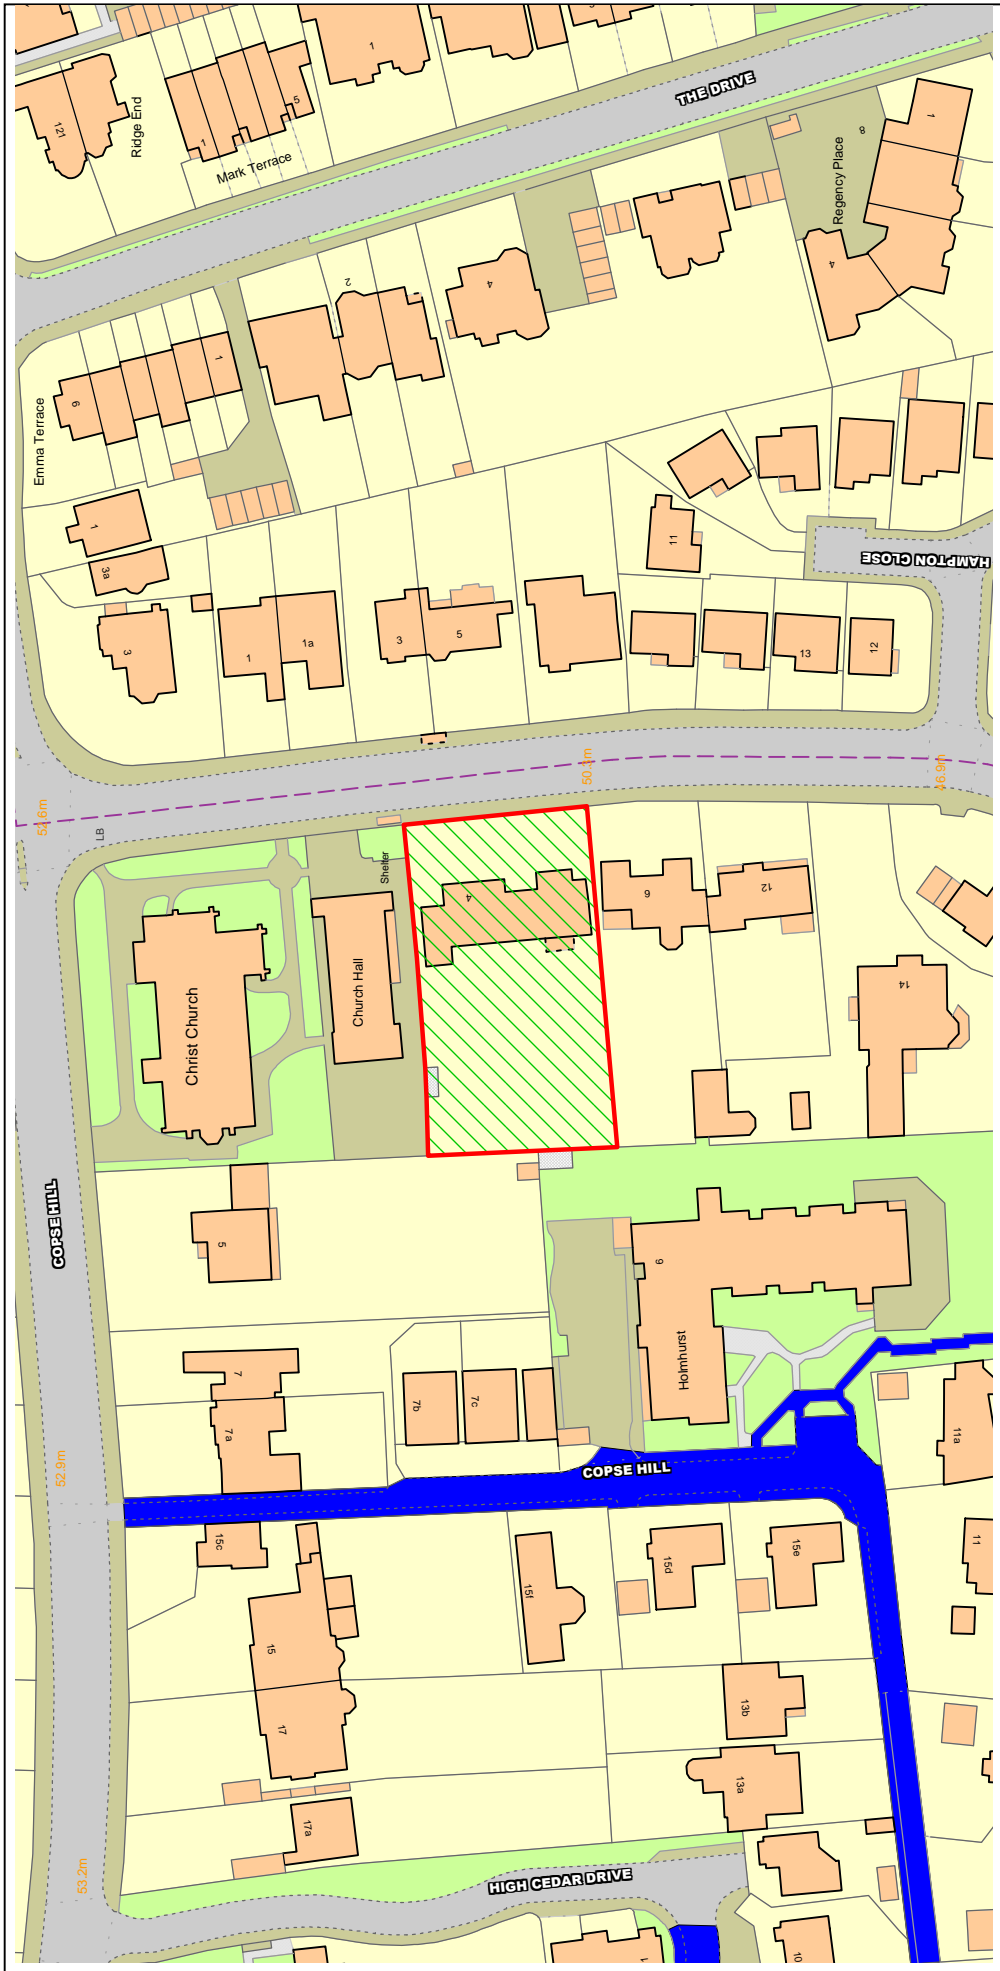 1
121
Ridge End
5
1
Mark Terrace
THE DRIVE
1
8
Regency Place
4
2
4
1
6
Emma Terrace
1
3a
3
1
1a
3
5
11
HAMPTON CLOSE
13
12
50.3m
46.9m
52.6m
LB
Shelter
4
6
12
14
Church Hall
Christ Church
COPSE HILL
5
9
Holmhurst
7
7a
7b
7c
11a
52.9m
COPSE HILL
15c
15f
15d
15e
11
15
17
13b
13a
17a
53.2m
HIGH CEDAR DRIVE
10